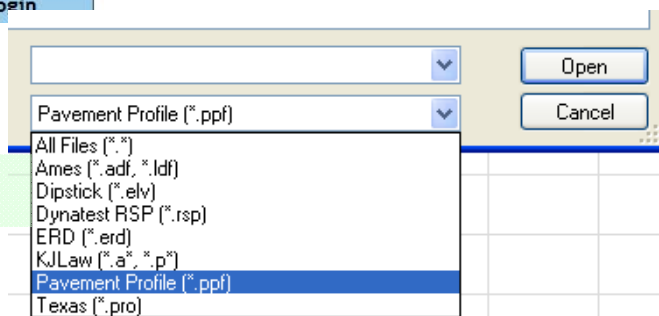 ogin
Open
Pavement Profile (*.ppf)
Cancel
All Files (*.*)
Ames (*.adf, *.ldf)
Dipstick (*.elv)
Dynatest RSP (*.rsp)
ERD (*.erd)
KJLaw (*.a*, *.p*)
Pavement Profile (*.ppf)
Texas (*.pro)